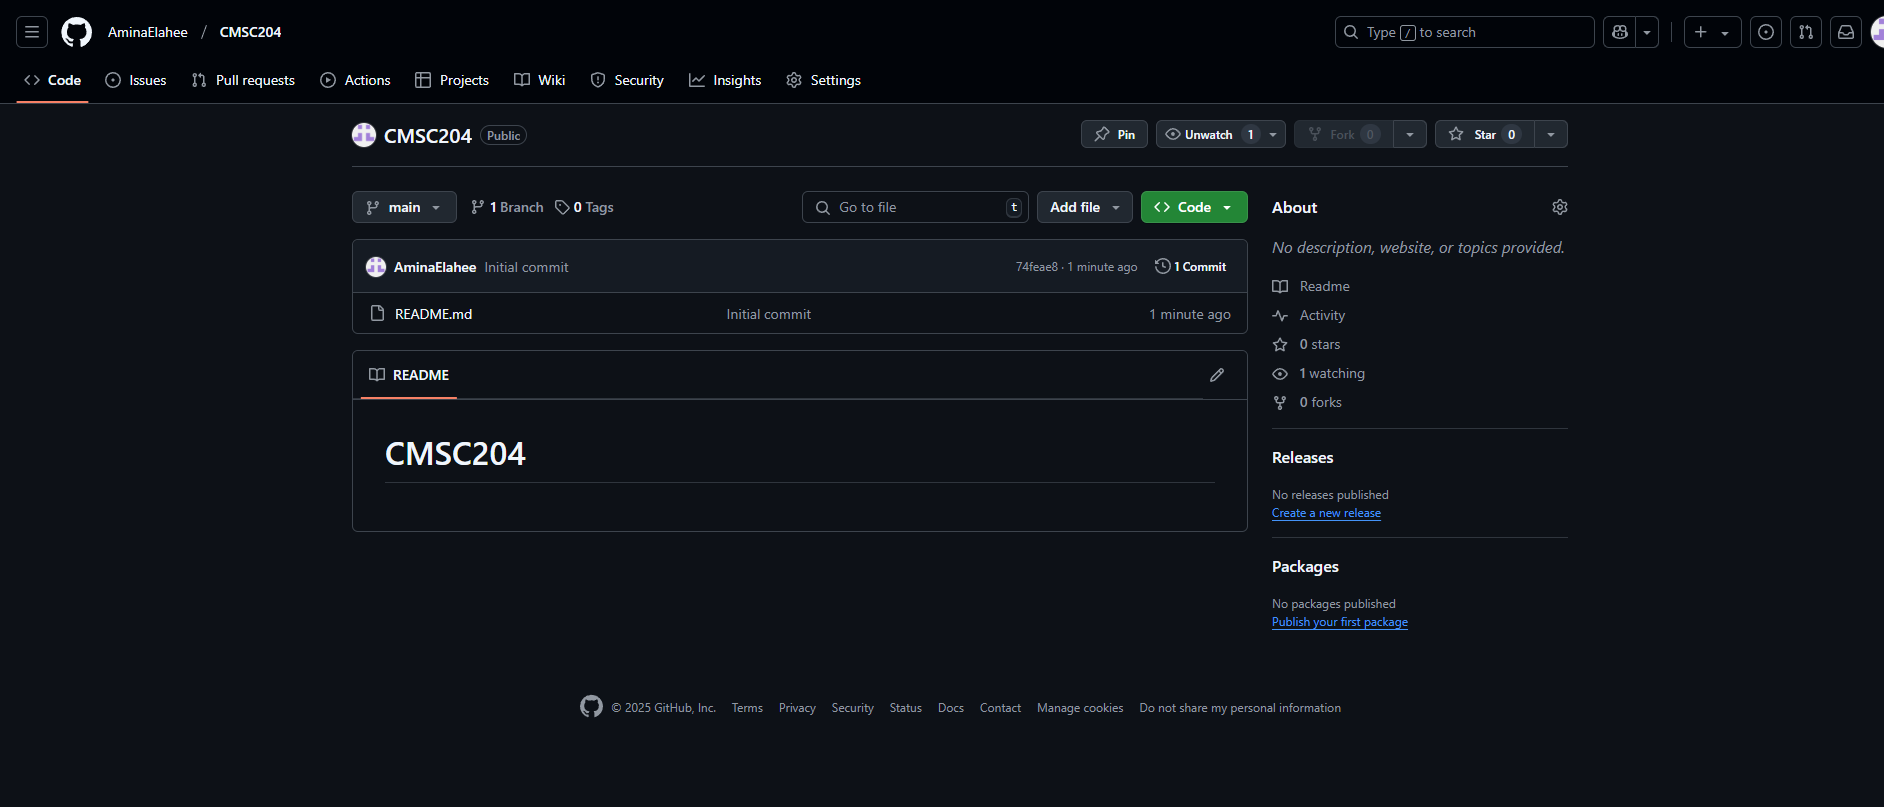 AminaElahee / CMSC204
Type / to search
Code Issues Pull requests Actions Projects Wiki Security Insights Settings
CMSC204 Public
Pin Unwatch 1 Fork 0 Star 0
main 1 Branch 0 Tags Go to file t Add file Code
AminaElahee Initial commit 74feae8 · 1 minute ago 1 Commit
README.md Initial commit 1 minute ago
README
CMSC204
About
No description, website, or topics provided.
Readme
Activity
0 stars
1 watching
0 forks
Releases
No releases published
Create a new release
Packages
No packages published
Publish your first package
© 2025 GitHub, Inc. Terms Privacy Security Status Docs Contact Manage cookies Do not share my personal information